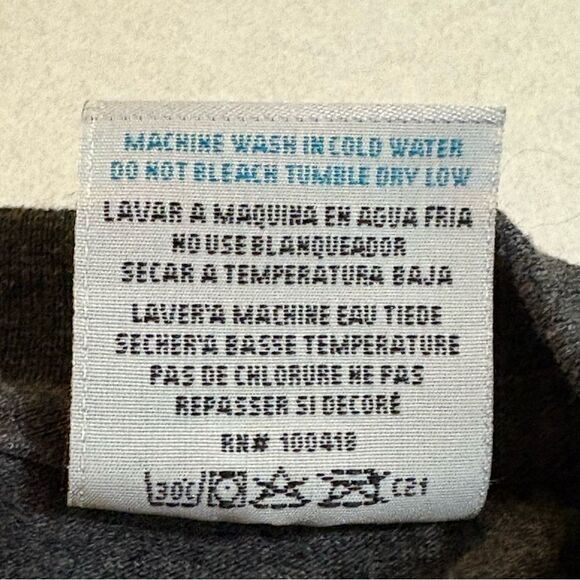 MACHINE WASH IN COLD WATER
DO NOT BLEACH TUMBLE DRY LOW
LAVAR A MAQUINA EN AGUA FRIA
NO USE BLANQUEADOR
SECAR A TEMPERATURA BAJA
LAVER'A MACHINE EAU TIEDE
SECHER'A BASSE TEMPERATURE
PAS DE CHLORURE NE PAS
REPASSER SI DECORÉ
RN# 100418
30C C21